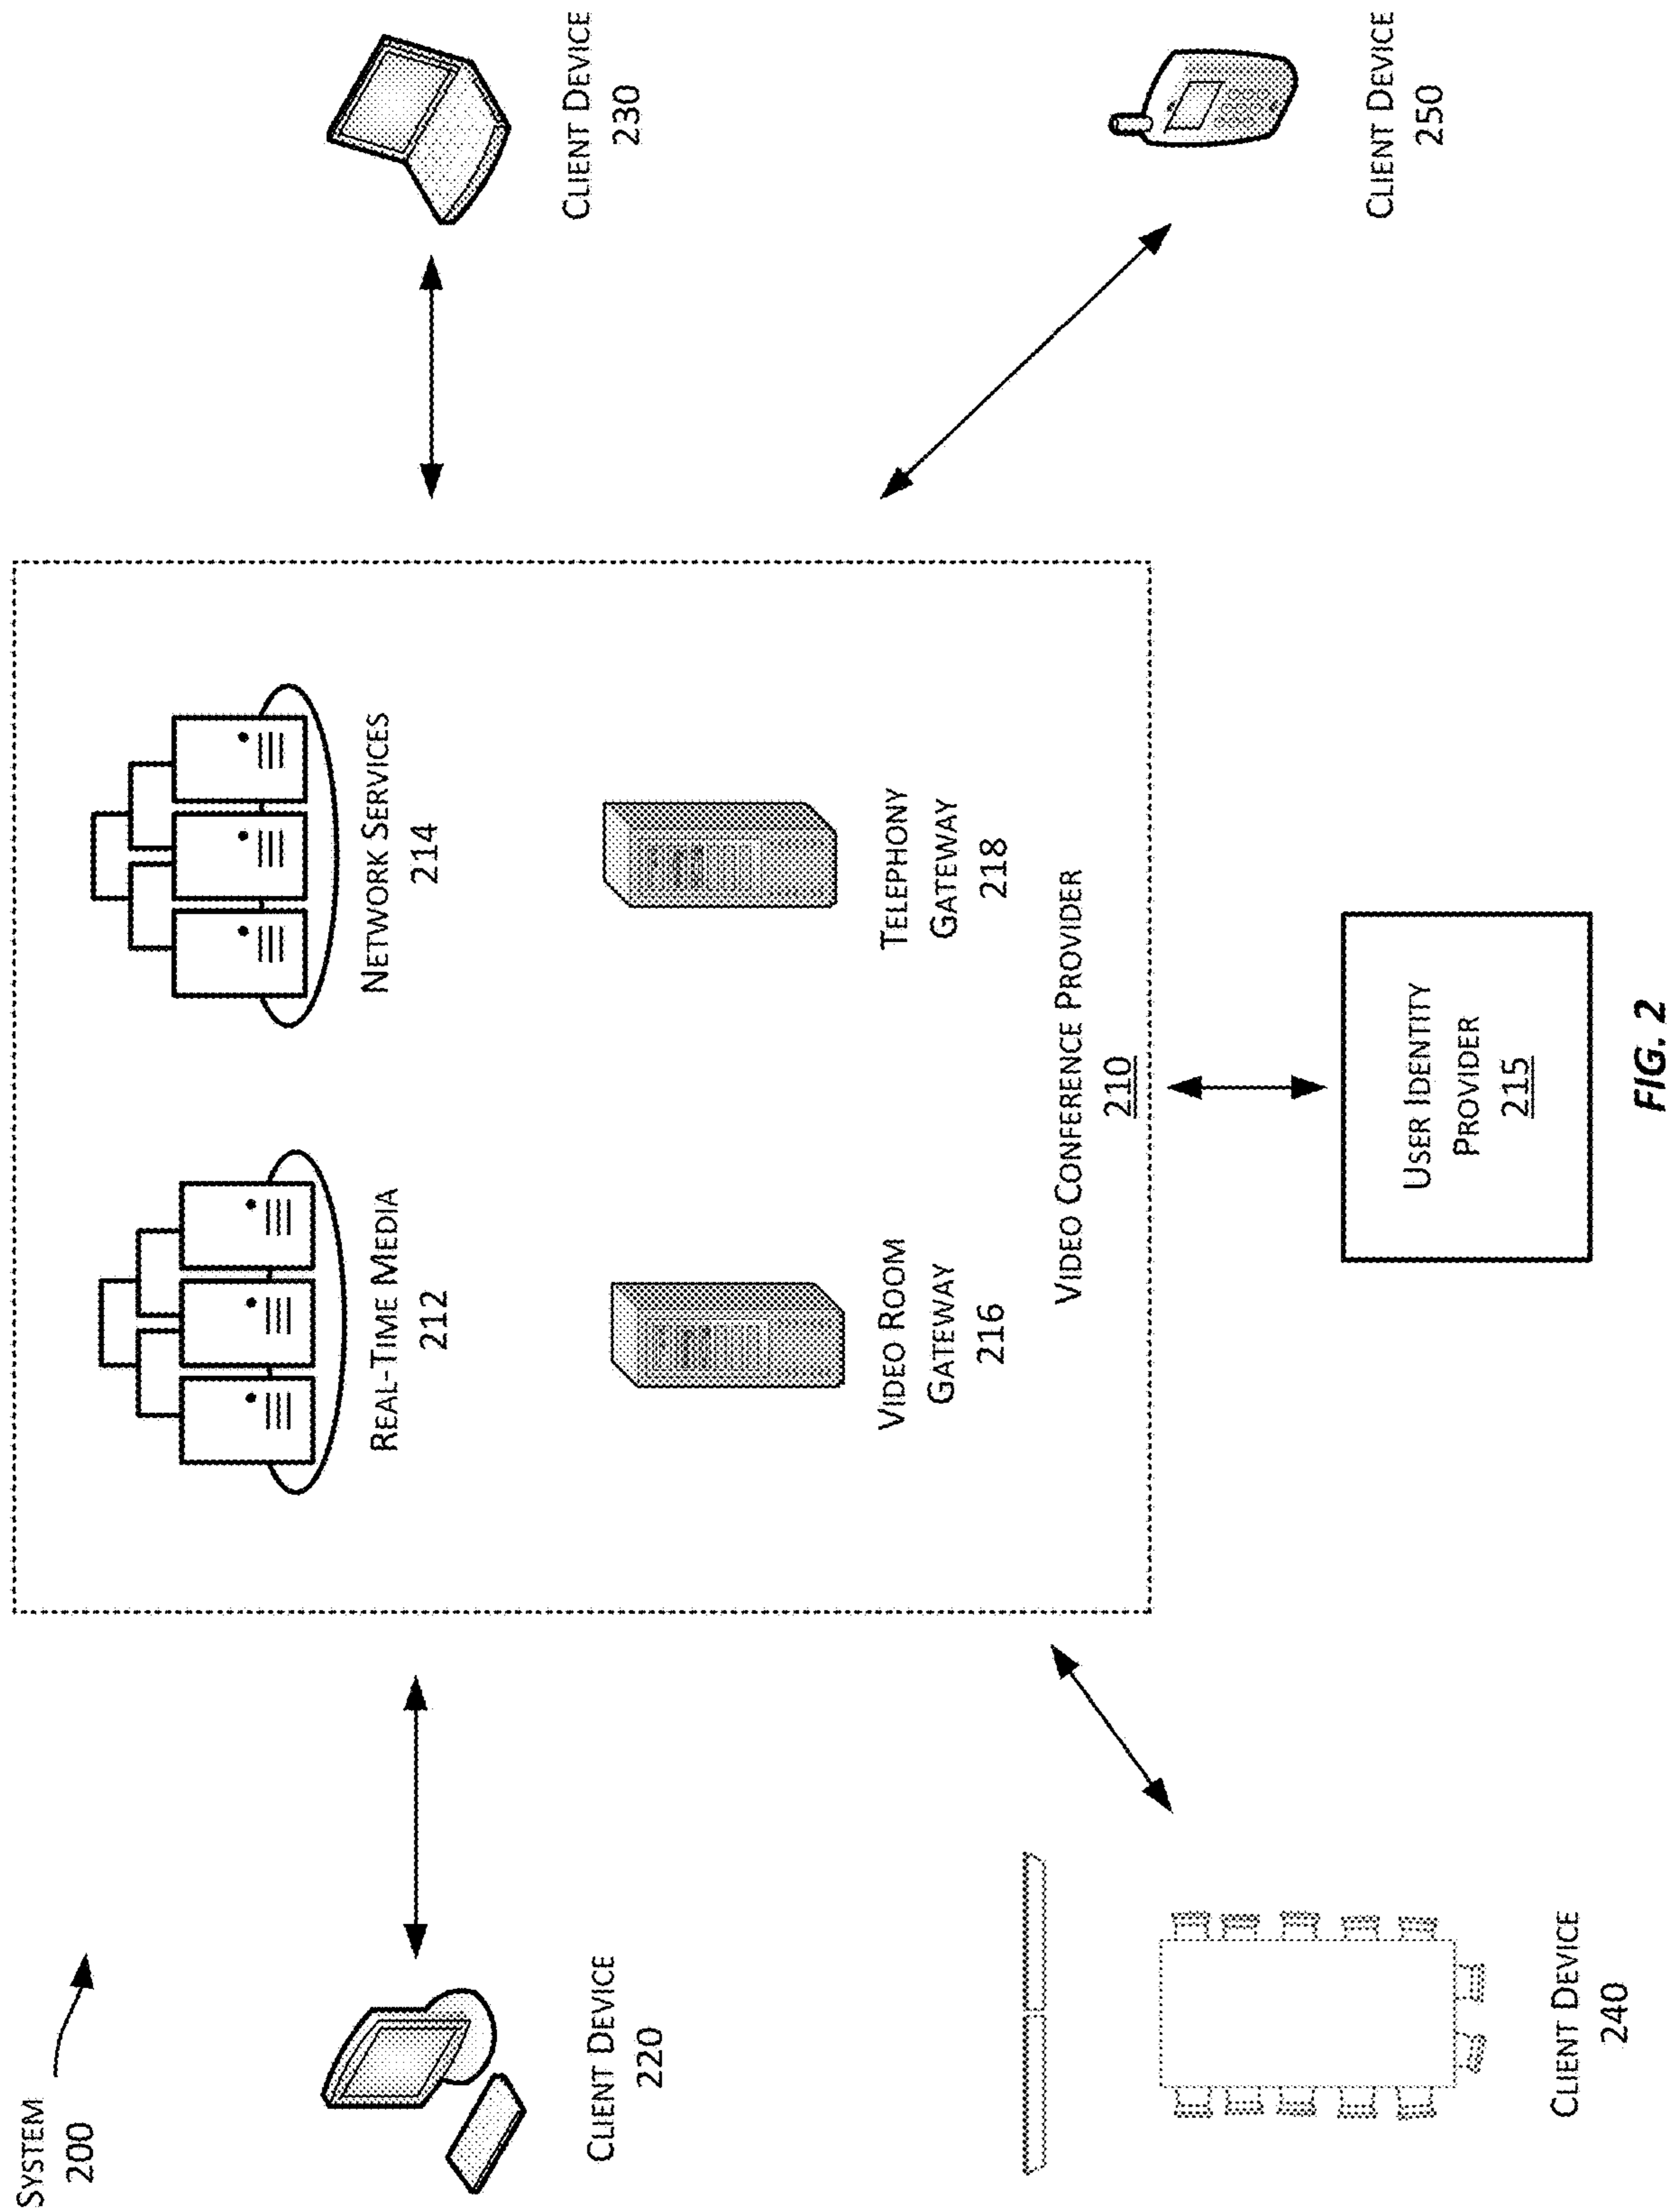 SYSTEM
200
REAL-TIME MEDIA
212
NETWORK SERVICES
214
CLIENT DEVICE
220
CLIENT DEVICE
230
VIDEO ROOM
GATEWAY
216
TELEPHONY
GATEWAY
218
VIDEO CONFERENCE PROVIDER
210
CLIENT DEVICE
240
USER IDENTITY
PROVIDER
215
CLIENT DEVICE
250
FIG. 2